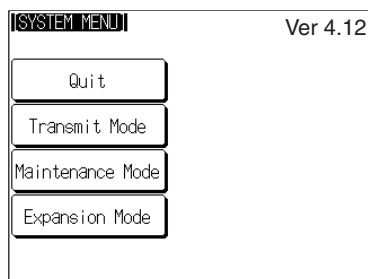 [SYSTEM MENU]
Ver 4.12
Quit
Transmit Mode
Maintenance Mode
Expansion Mode